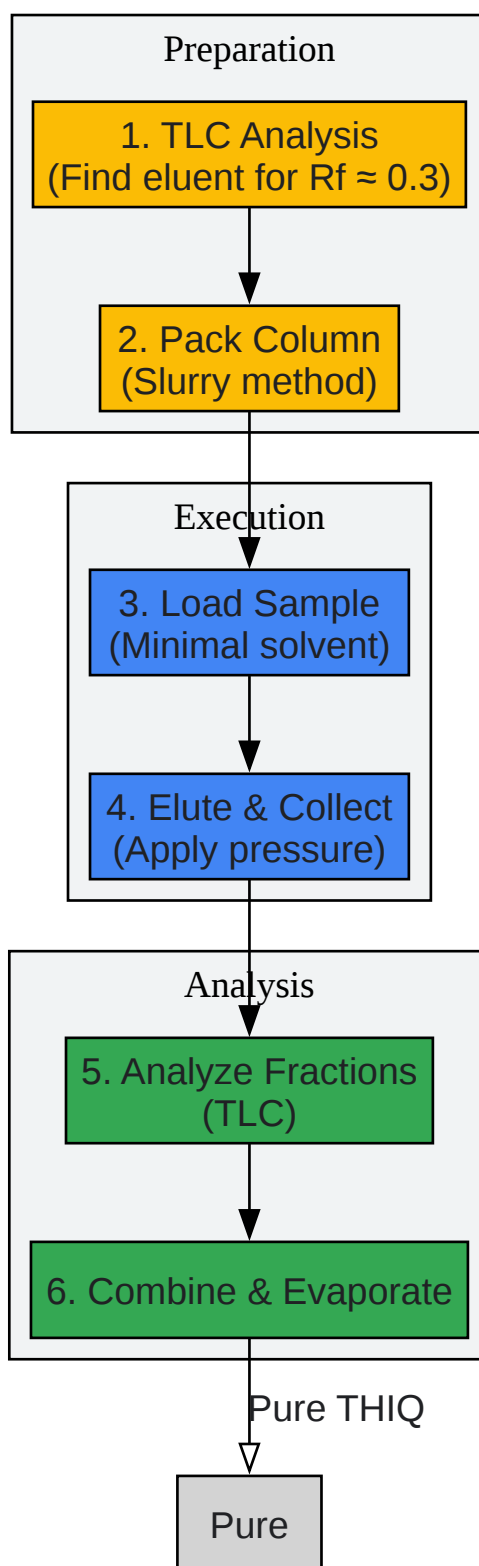 Preparation
1. TLC Analysis
(Find eluent for Rf ≈ 0.3)
2. Pack Column
(Slurry method)
Execution
3. Load Sample
(Minimal solvent)
4. Elute & Collect
(Apply pressure)
Analysis
5. Analyze Fractions
(TLC)
6. Combine & Evaporate
Pure THIQ
Pure